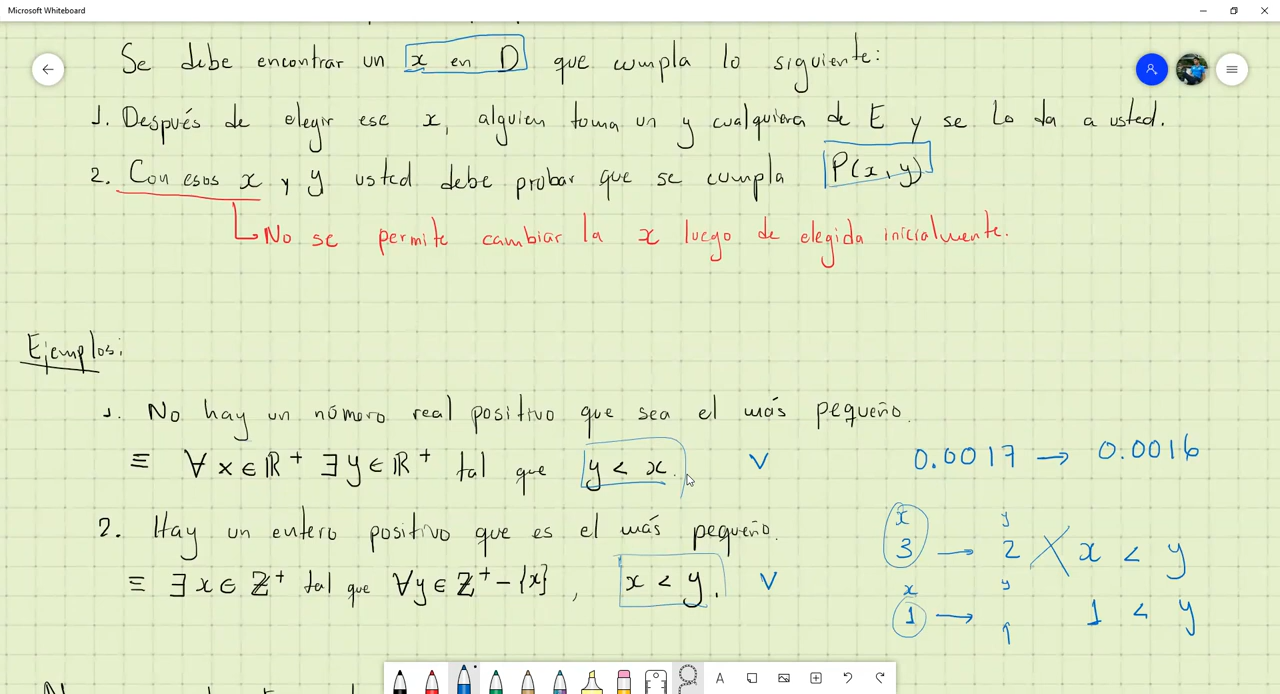 Microsoft Whiteboard
Se debe encontrar un x en D que cumpla lo siguiente:
1. Después de elegir ese x, alguien toma un y cualquiera de E y se lo da a usted.
2. Con esos x y y usted debe probar que se cumpla P(x, y)
No se permite cambiar la x luego de elegida inicialmente.
Ejemplos:
1. No hay un número real positivo que sea el más pequeño.
≡ ∀ x ∈ ℝ⁺ ∃ y ∈ ℝ⁺ tal que y < x. V
0.0017 → 0.0016
2. Hay un entero positivo que es el más pequeño.
≡ ∃ x ∈ ℤ⁺ tal que ∀ y ∈ ℤ⁺ - {x}, x < y. V
x y
3 → 2 x < y
x y
1 → 1 < y